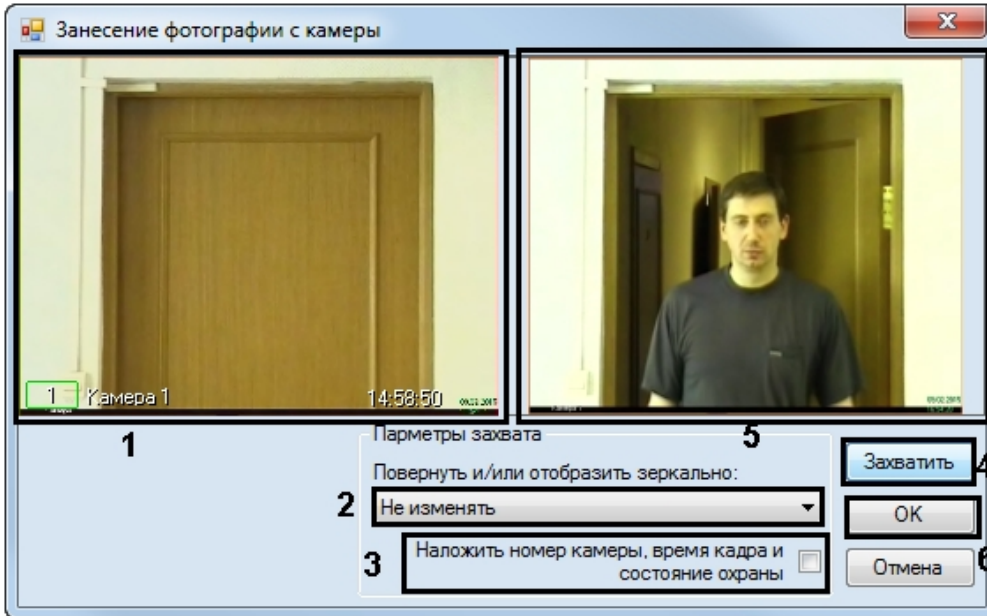 Занесение фотографии с камеры
1 Камера 1 14:58:50
1
5
Парметры захвата
Повернуть и/или отобразить зеркально:
2 Не изменять
3 Наложить номер камеры, время кадра и
состояние охраны
Захватить 4
OK 6
Отмена